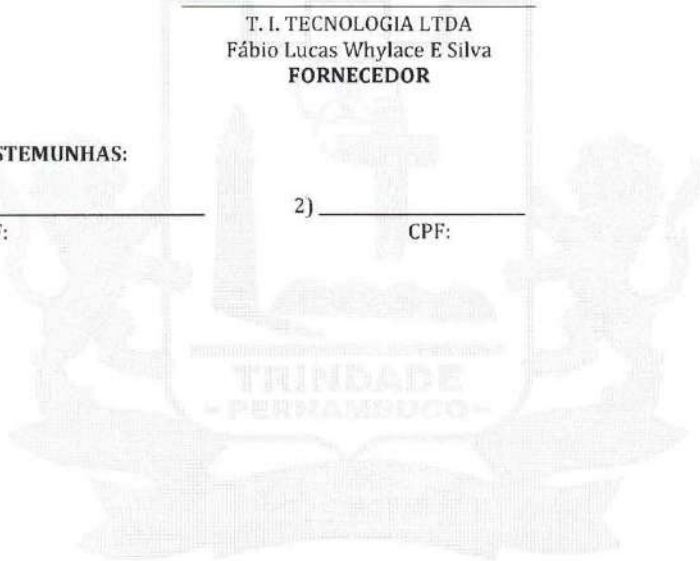 T. I. TECNOLOGIA LTDA
Fábio Lucas Whylace E Silva
FORNECEDOR
STEMUNHAS:
2)
: CPF:
TRINDADE
- PERNAMBUCO -